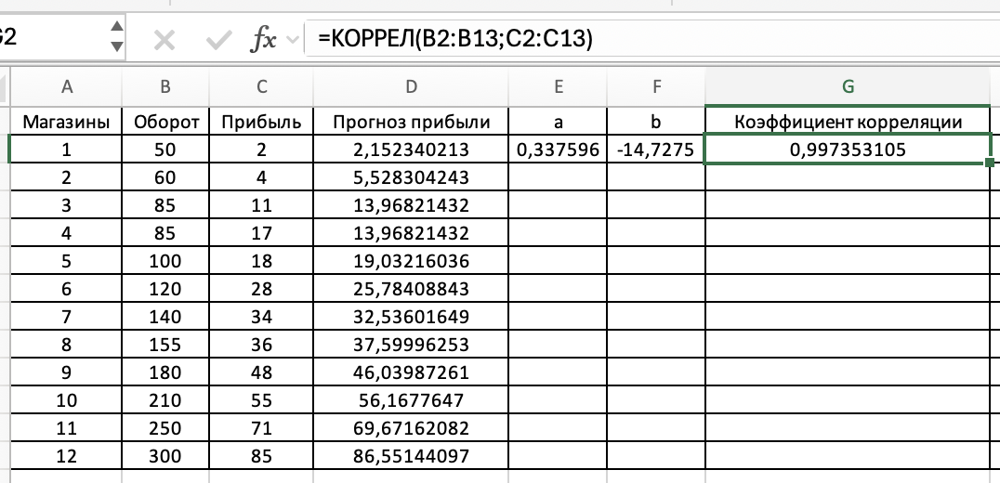 G2 fx =КОРРЕЛ(B2:B13;C2:C13)
A B C D E F G
Магазины Оборот Прибыль Прогноз прибыли a b Коэффициент корреляции
1 50 2 2,152340213 0,337596 -14,7275 0,997353105
2 60 4 5,528304243
3 85 11 13,96821432
4 85 17 13,96821432
5 100 18 19,03216036
6 120 28 25,78408843
7 140 34 32,53601649
8 155 36 37,59996253
9 180 48 46,03987261
10 210 55 56,1677647
11 250 71 69,67162082
12 300 85 86,55144097